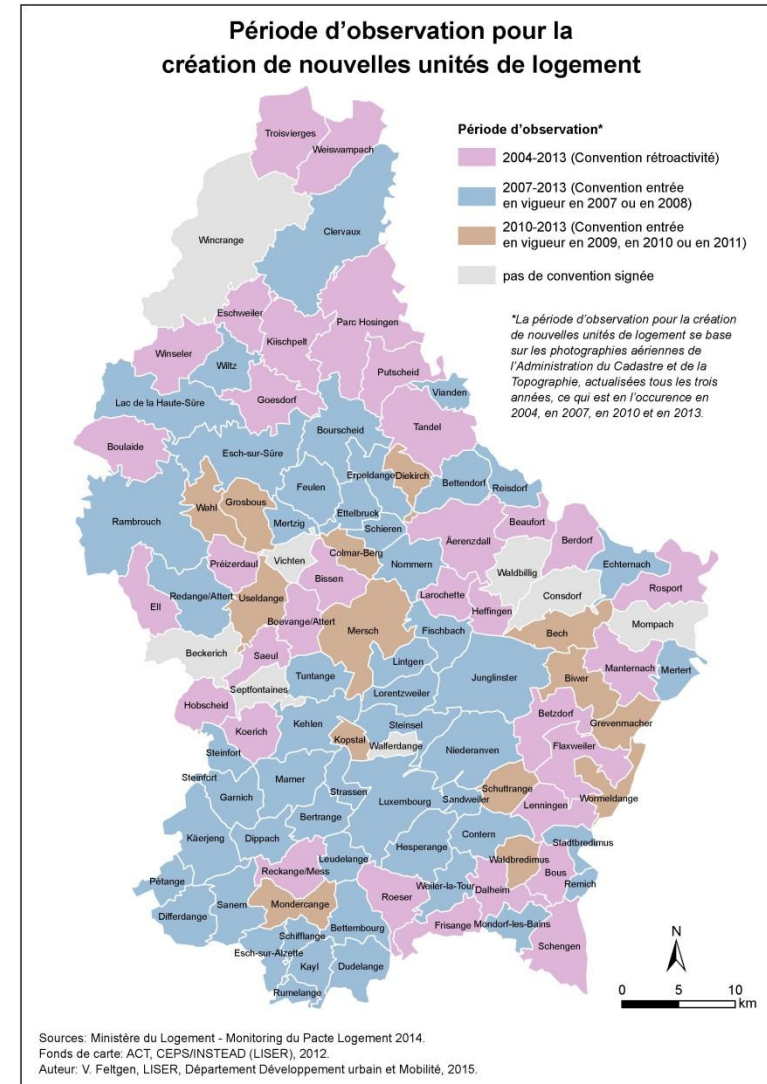 Période d’observation pour la
création de nouvelles unités de logement
Période d’observation*
2004-2013 (Convention rétroactivité)
2007-2013 (Convention entrée
en vigueur en 2007 ou en 2008)
2010-2013 (Convention entrée
en vigueur en 2009, en 2010 ou en 2011)
pas de convention signée
*La période d’observation pour la création
de nouvelles unités de logement se base
sur les photographies aériennes de
l’Administration du Cadastre et de la
Topographie, actualisées tous les trois
années, ce qui est en l’occurence en
2004, en 2007, en 2010 et en 2013.
Troisvierges
Weiswampach
Clervaux
Wincrange
Eschweiler
Parc Hosingen
Kiischpelt
Winseler
Wiltz
Putscheid
Vianden
Lac de la Haute-Sûre
Goesdorf
Bourscheid
Tandel
Boulaide
Esch-sur-Sûre
Erpeldange
Diekirch
Bettendorf
Reisdorf
Feulen
Wahl
Grosbous
Rambrouch
Mertzig
Ettelbruck
Schieren
Beaufort
Berdorf
Äerenzdall
Colmar-Berg
Vichten
Préizerdaul
Bissen
Nommern
Waldbillig
Echternach
Rosport
Consdorf
Larochette
Heffingen
Ell
Redange/Attert
Useldange
Boevange/Attert
Mompach
Mersch
Fischbach
Bech
Beckerich
Saeul
Lintgen
Manternach
Mertert
Tuntange
Junglinster
Biwer
Septfontaines
Lorentzweiler
Hobscheid
Betzdorf
Grevenmacher
Koerich
Kehlen
Steinsel
Kopstal
Walferdange
Steinfort
Niederanven
Flaxweiler
Steinfort
Mamer
Strassen
Schuttrange
Wormeldange
Garnich
Luxembourg
Sandweiler
Lenningen
Bertrange
Käerjeng
Dippach
Contern
Hesperange
Stadtbredimus
Leudelange
Waldbredimus
Reckange/Mess
Bous
Pétange
Weiler-la-Tour
Dalheim
Remich
Sanem
Mondercange
Roeser
Differdange
Bettembourg
Frisange
Mondorf-les-Bains
Schifflange
Schengen
Esch-sur-Alzette
Kayl
Dudelange
Rumelange
N
0 5 10
km
Sources: Ministère du Logement - Monitoring du Pacte Logement 2014.
Fonds de carte: ACT, CEPS/INSTEAD (LISER), 2012.
Auteur: V. Feltgen, LISER, Département Développement urbain et Mobilité, 2015.